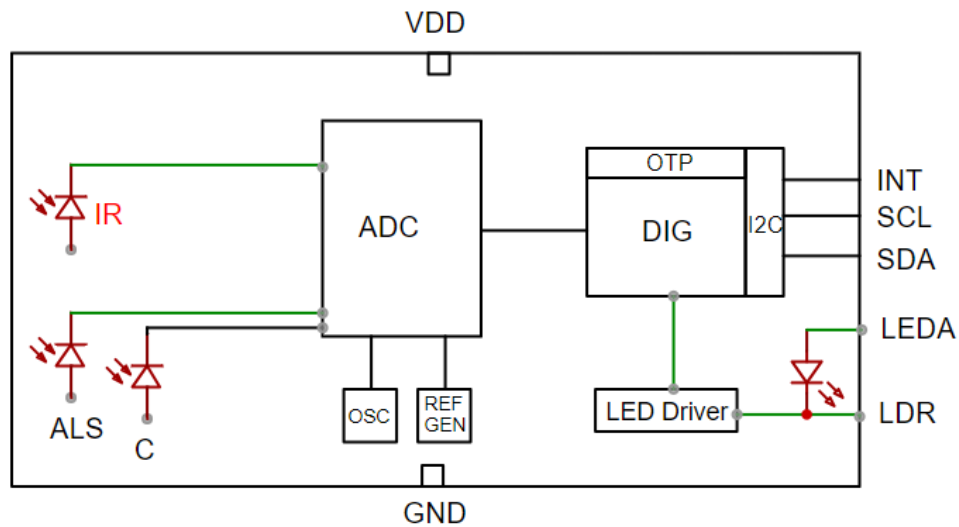 VDD
IR
ADC
OTP
DIG
I2C
INT
SCL
SDA
LEDA
ALS
C
OSC
REF
GEN
LED Driver
LDR
GND